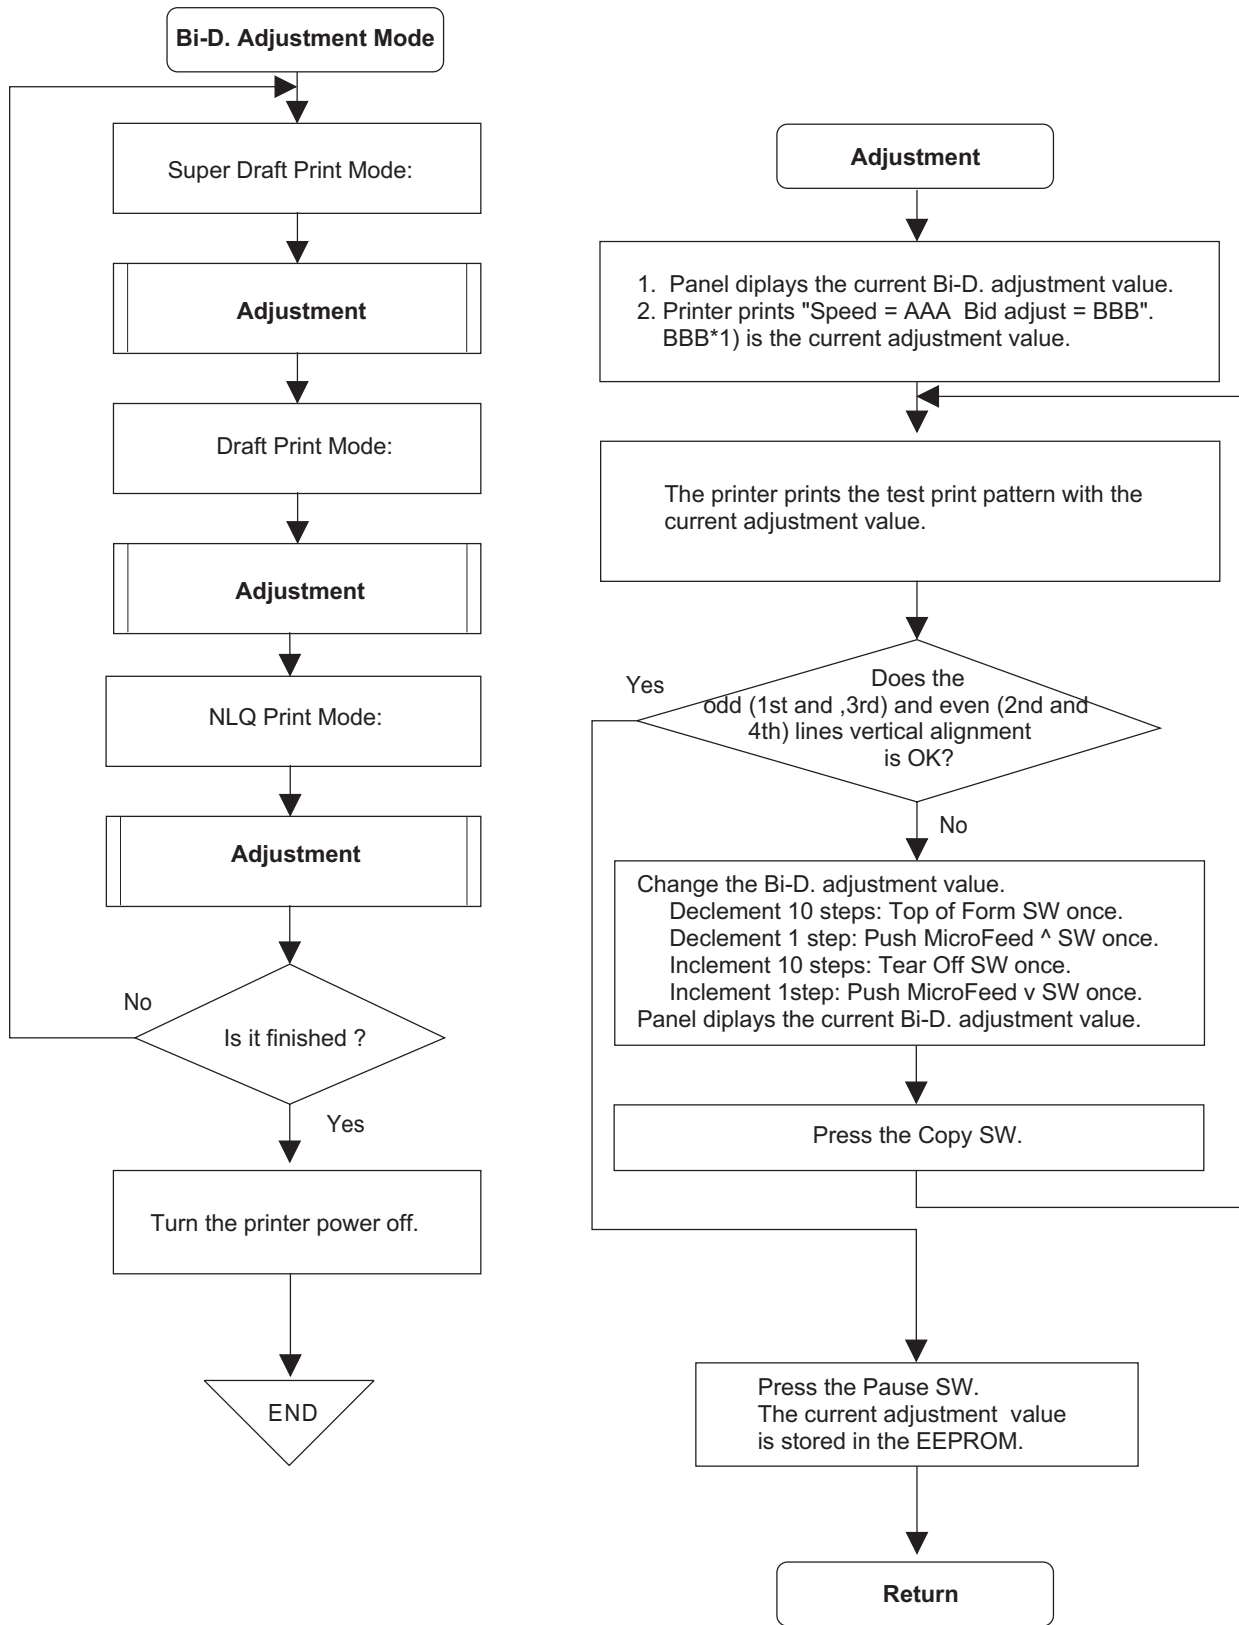 Bi-D. Adjustment Mode
Super Draft Print Mode:
Adjustment
Draft Print Mode:
Adjustment
NLQ Print Mode:
Adjustment
No
Is it finished ?
Yes
Turn the printer power off.
END
Adjustment
1. Panel diplays the current Bi-D. adjustment value.
2. Printer prints "Speed = AAA Bid adjust = BBB".
BBB*1) is the current adjustment value.
The printer prints the test print pattern with the
current adjustment value.
Yes
Does the
odd (1st and ,3rd) and even (2nd and
4th) lines vertical alignment
is OK?
No
Change the Bi-D. adjustment value.
Declement 10 steps: Top of Form SW once.
Declement 1 step: Push MicroFeed ^ SW once.
Inclement 10 steps: Tear Off SW once.
Inclement 1step: Push MicroFeed v SW once.
Panel diplays the current Bi-D. adjustment value.
Press the Copy SW.
Press the Pause SW.
The current adjustment value
is stored in the EEPROM.
Return